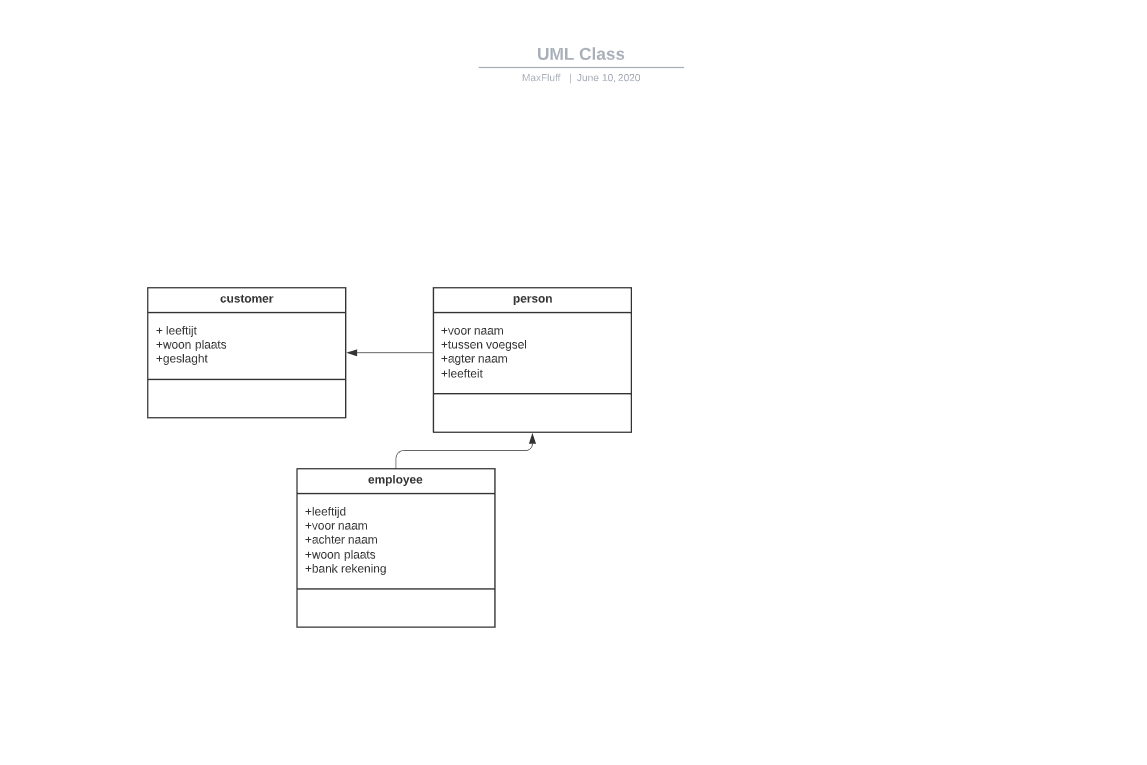 UML Class
MaxFluff | June 10, 2020
customer
+ leeftijt
+woon plaats
+geslaght
person
+voor naam
+tussen voegsel
+agter naam
+leefteit
employee
+leeftijd
+voor naam
+achter naam
+woon plaats
+bank rekening